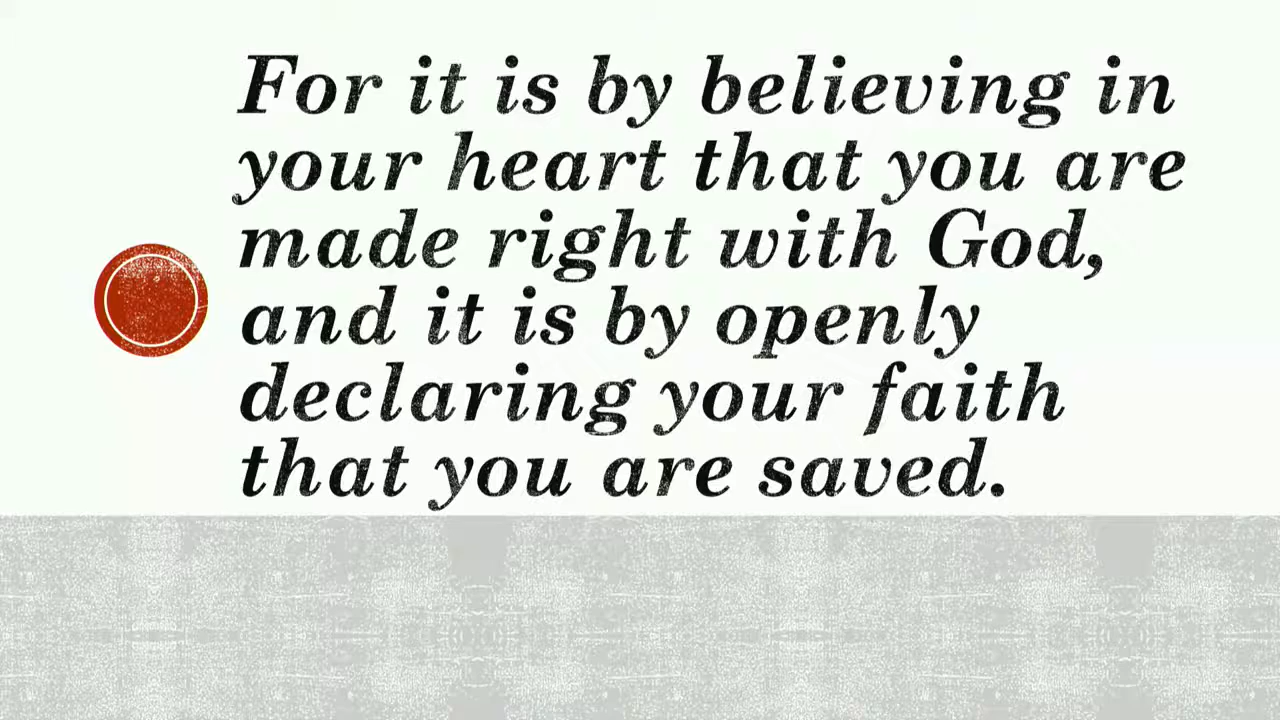 For it is by believing in
your heart that you are
made right with God,
and it is by openly
declaring your faith
that you are saved.